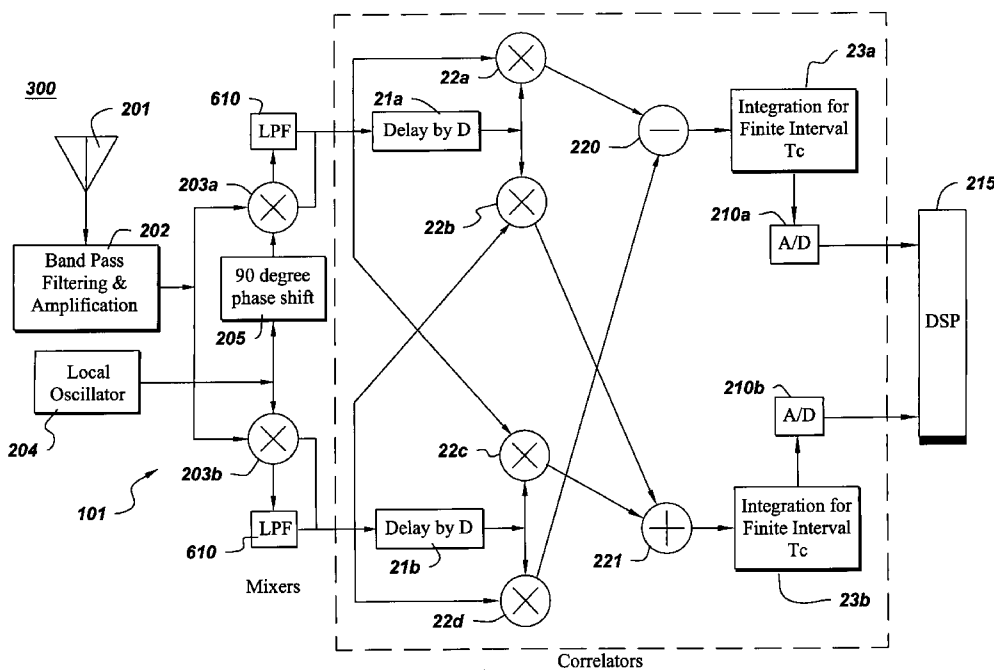 300
201
202
Band Pass
Filtering &
Amplification
Local
Oscillator
204
101
610
LPF
203a
90 degree
phase shift
205
203b
LPF
610
Mixers
21a
Delay by D
22a
22b
220
23a
Integration for
Finite Interval
Tc
210a
A/D
215
DSP
210b
A/D
22c
Delay by D
21b
22d
221
Integration for
Finite Interval
Tc
23b
Correlators